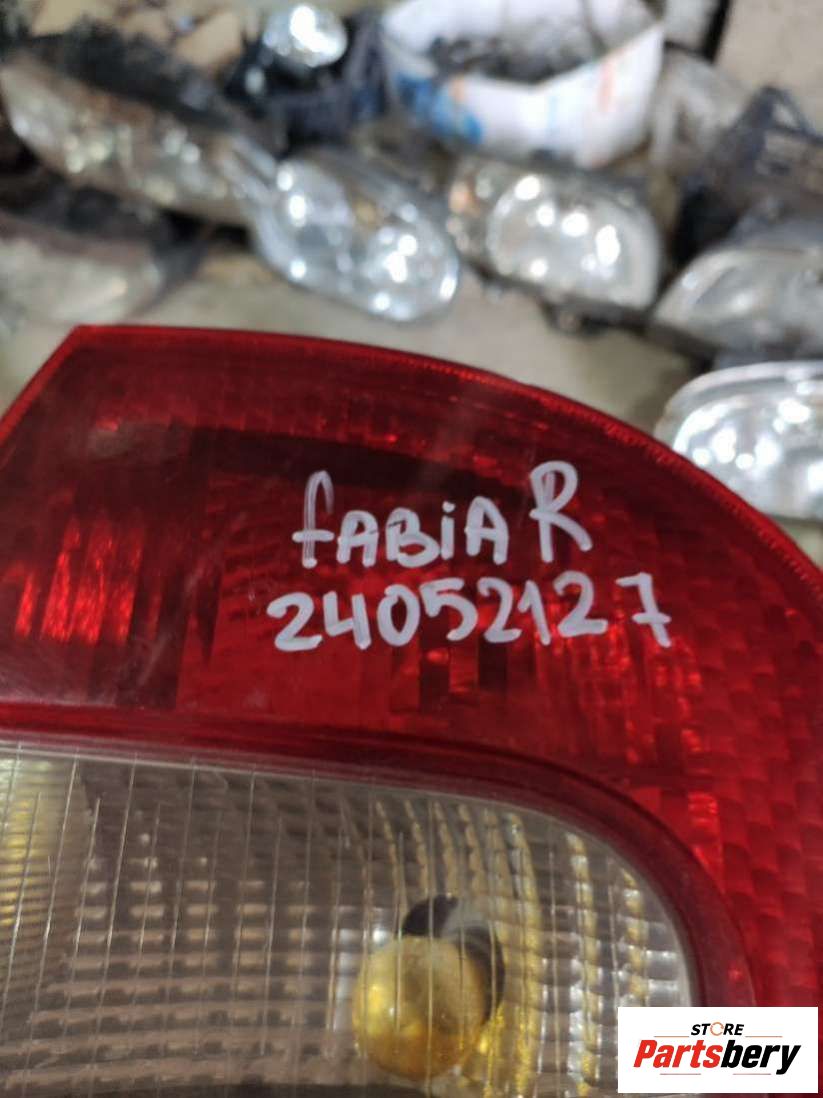 fABiA R
24052127
STORE
Partsbery